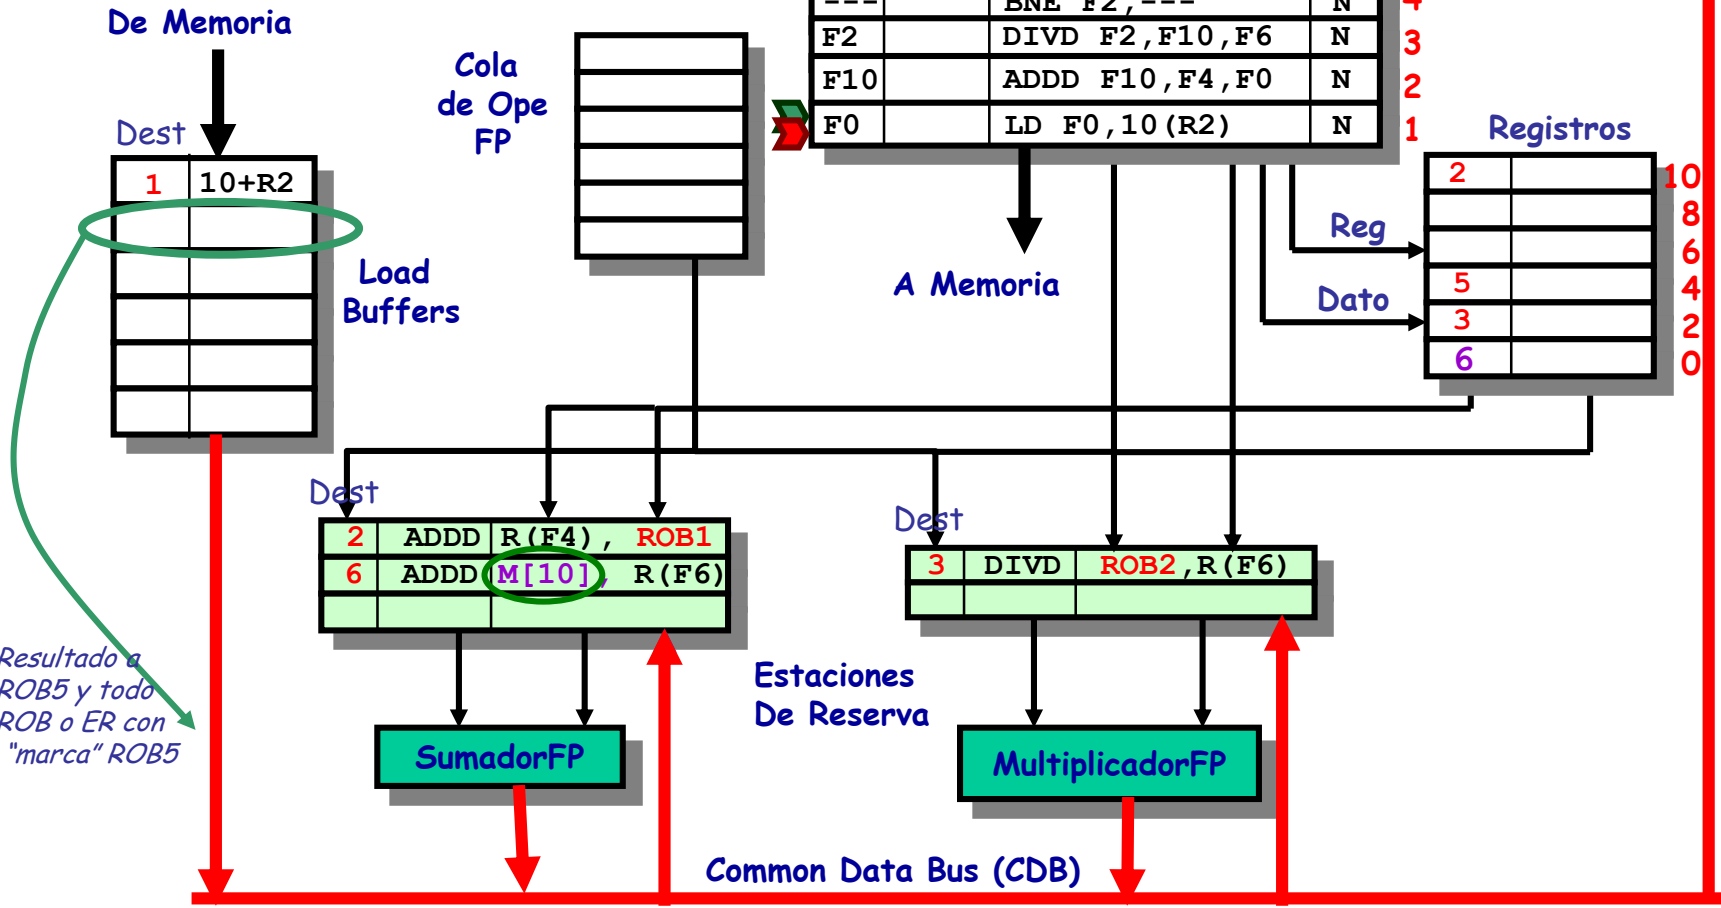 De Memoria
Dest
1 10+R2
Load
Buffers
Cola
de Ope
FP
--- BNE F2,--- N 4
F2 DIVD F2,F10,F6 N 3
F10 ADDD F10,F4,F0 N 2
F0 LD F0,10(R2) N 1
A Memoria
Registros
2 10
8
6
5 4
3 2
6 0
Reg
Dato
Dest
2 ADDD R(F4), ROB1
6 ADDD M[10], R(F6)
Dest
3 DIVD ROB2,R(F6)
Resultado a
ROB5 y todo
ROB o ER con
"marca" ROB5
Estaciones
De Reserva
SumadorFP
MultiplicadorFP
Common Data Bus (CDB)